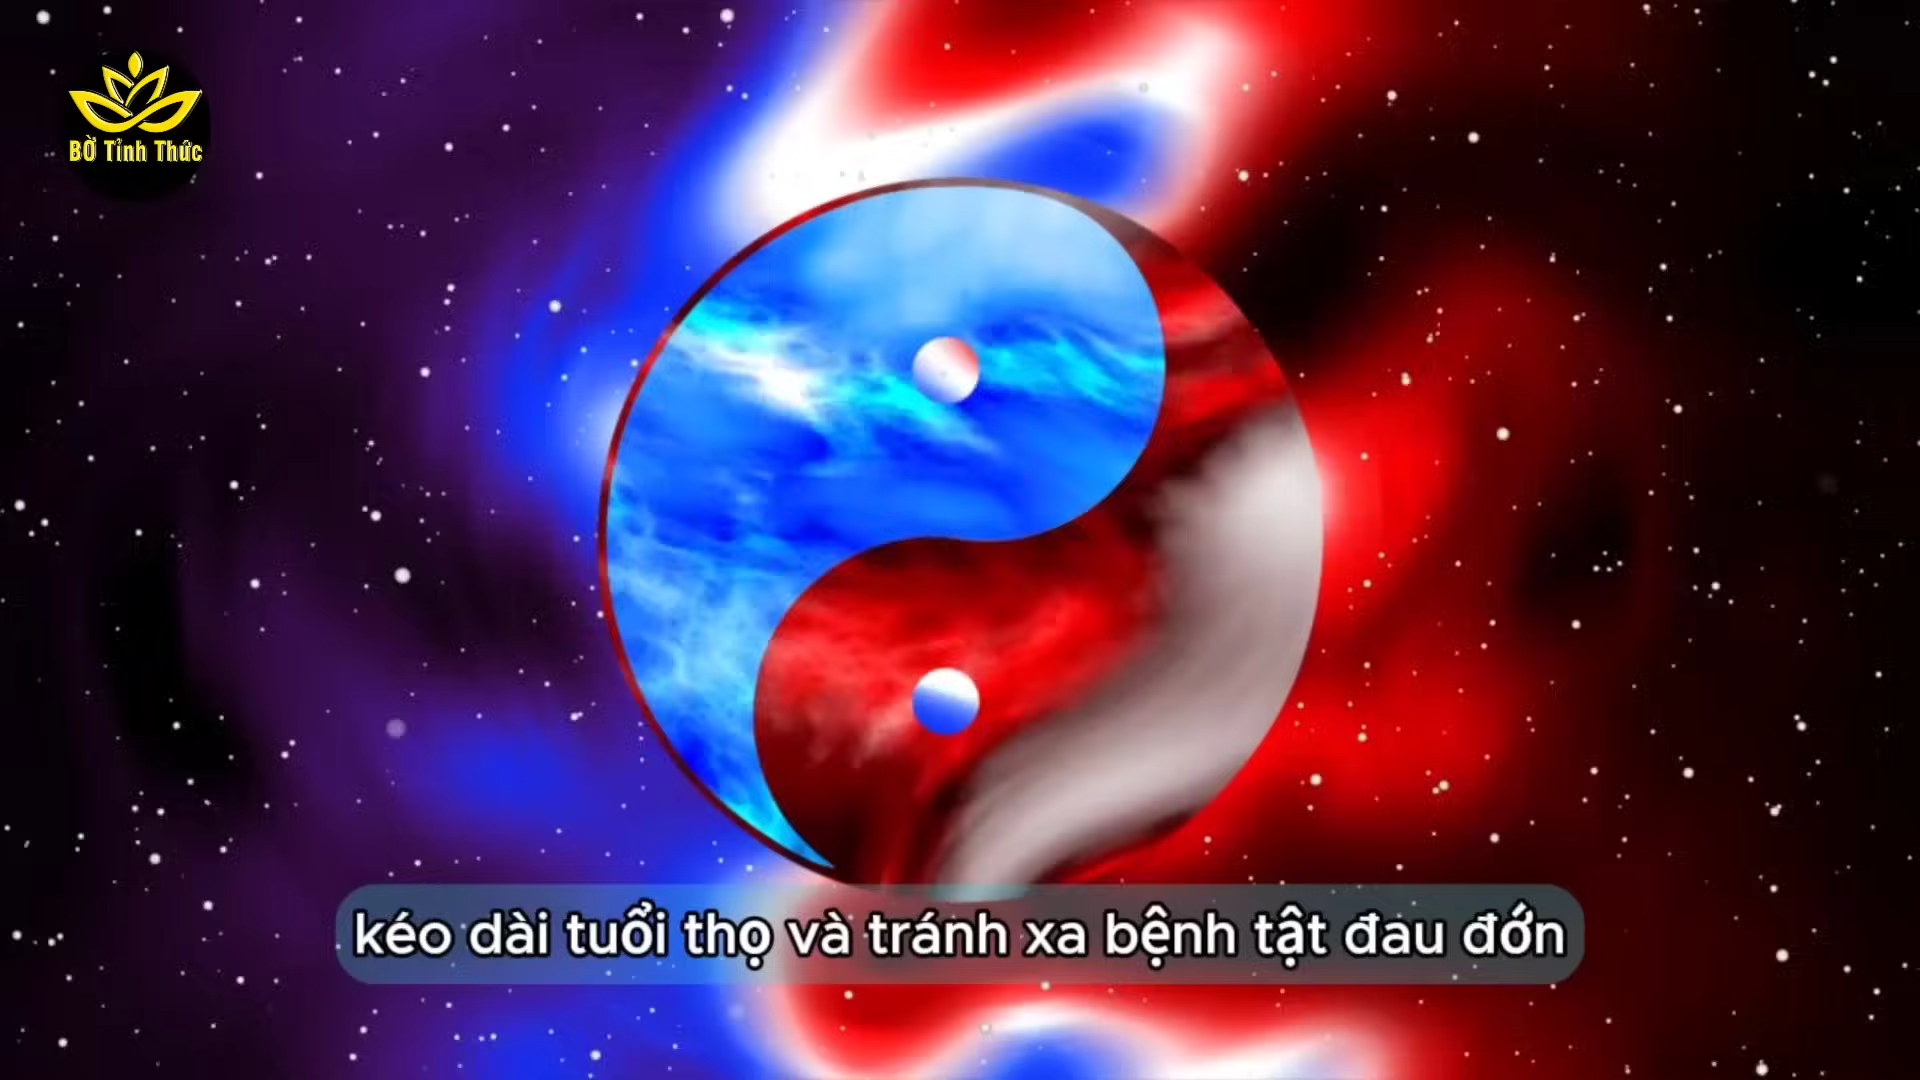 BỜ Tỉnh Thức
kéo dài tuổi thọ và tránh xa bệnh tật đau đớn